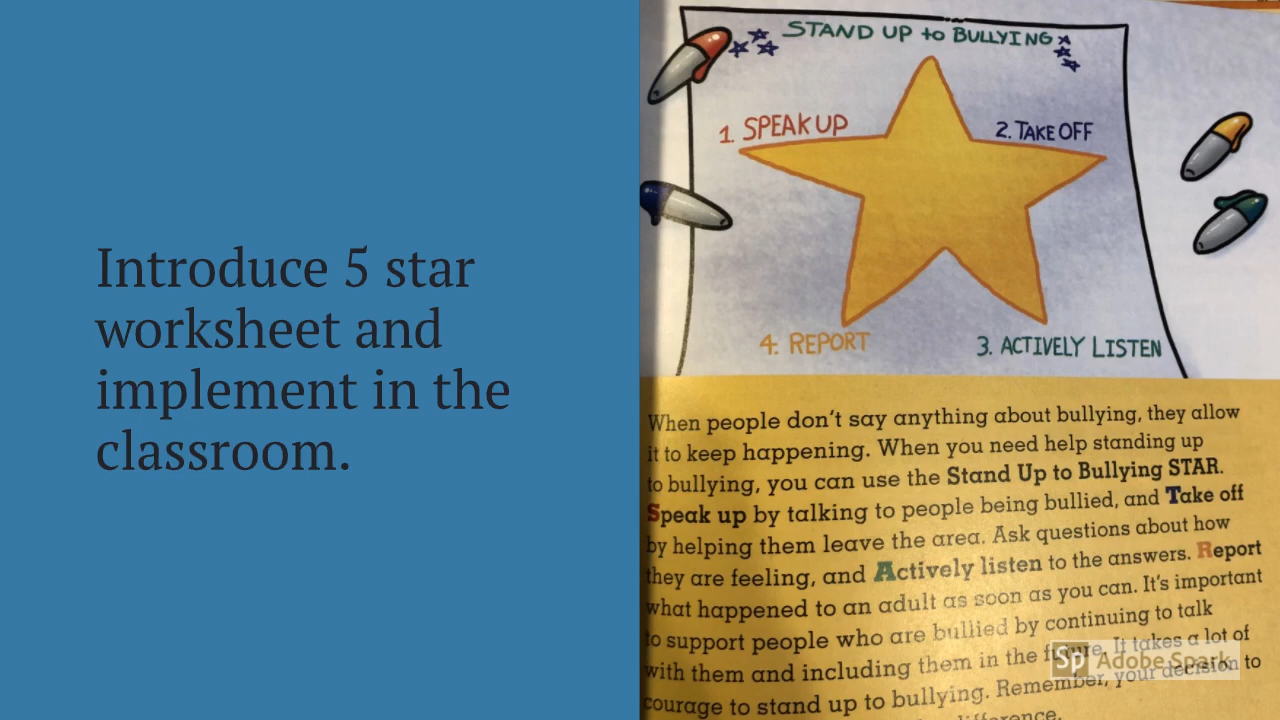 Introduce 5 star
worksheet and
implement in the
classroom.
STAND UP to BULLYING
1. SPEAK UP
2. TAKE OFF
4. REPORT
3. ACTIVELY LISTEN
When people don't say anything about bullying, they allow
it to keep happening. When you need help standing up
to bullying, you can use the Stand Up to Bullying STAR.
Speak up by talking to people being bullied, and Take off
by helping them leave the area. Ask questions about how
they are feeling, and Actively listen to the answers. Report
what happened to an adult as soon as you can. It's important
to support people who are bullied by continuing to talk
with them and including them in the future. It takes a lot of
courage to stand up to bullying. Remember, your decision to
difference.
Sp Adobe Spark